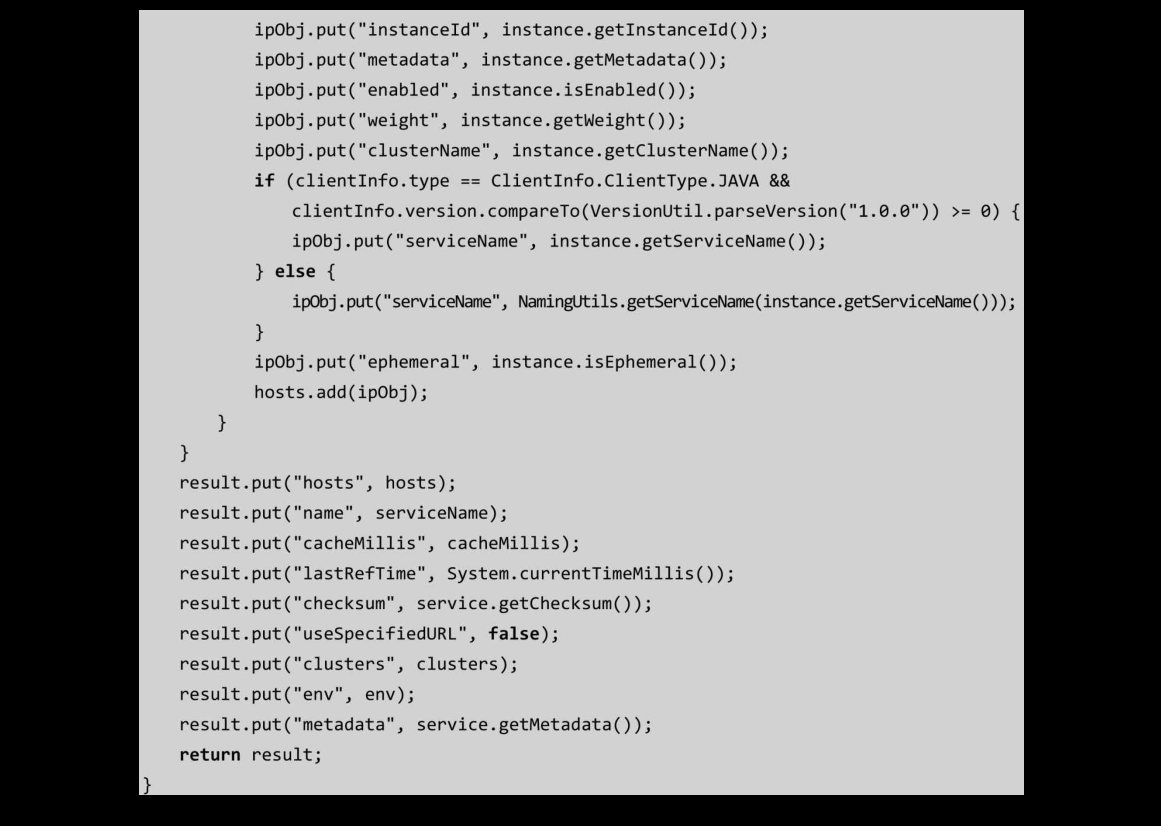 ipObj.put("instanceId", instance.getInstanceId());
ipObj.put("metadata", instance.getMetadata());
ipObj.put("enabled", instance.isEnabled());
ipObj.put("weight", instance.getWeight());
ipObj.put("clusterName", instance.getClusterName());
if (clientInfo.type == ClientInfo.ClientType.JAVA &&
clientInfo.version.compareTo(VersionUtil.parseVersion("1.0.0")) >= 0) {
ipObj.put("serviceName", instance.getServiceName());
} else {
ipObj.put("serviceName", NamingUtils.getServiceName(instance.getServiceName()));
}
ipObj.put("ephemeral", instance.isEphemeral());
hosts.add(ipObj);
}
}
result.put("hosts", hosts);
result.put("name", serviceName);
result.put("cacheMillis", cacheMillis);
result.put("lastRefTime", System.currentTimeMillis());
result.put("checksum", service.getChecksum());
result.put("useSpecifiedURL", false);
result.put("clusters", clusters);
result.put("env", env);
result.put("metadata", service.getMetadata());
return result;
}